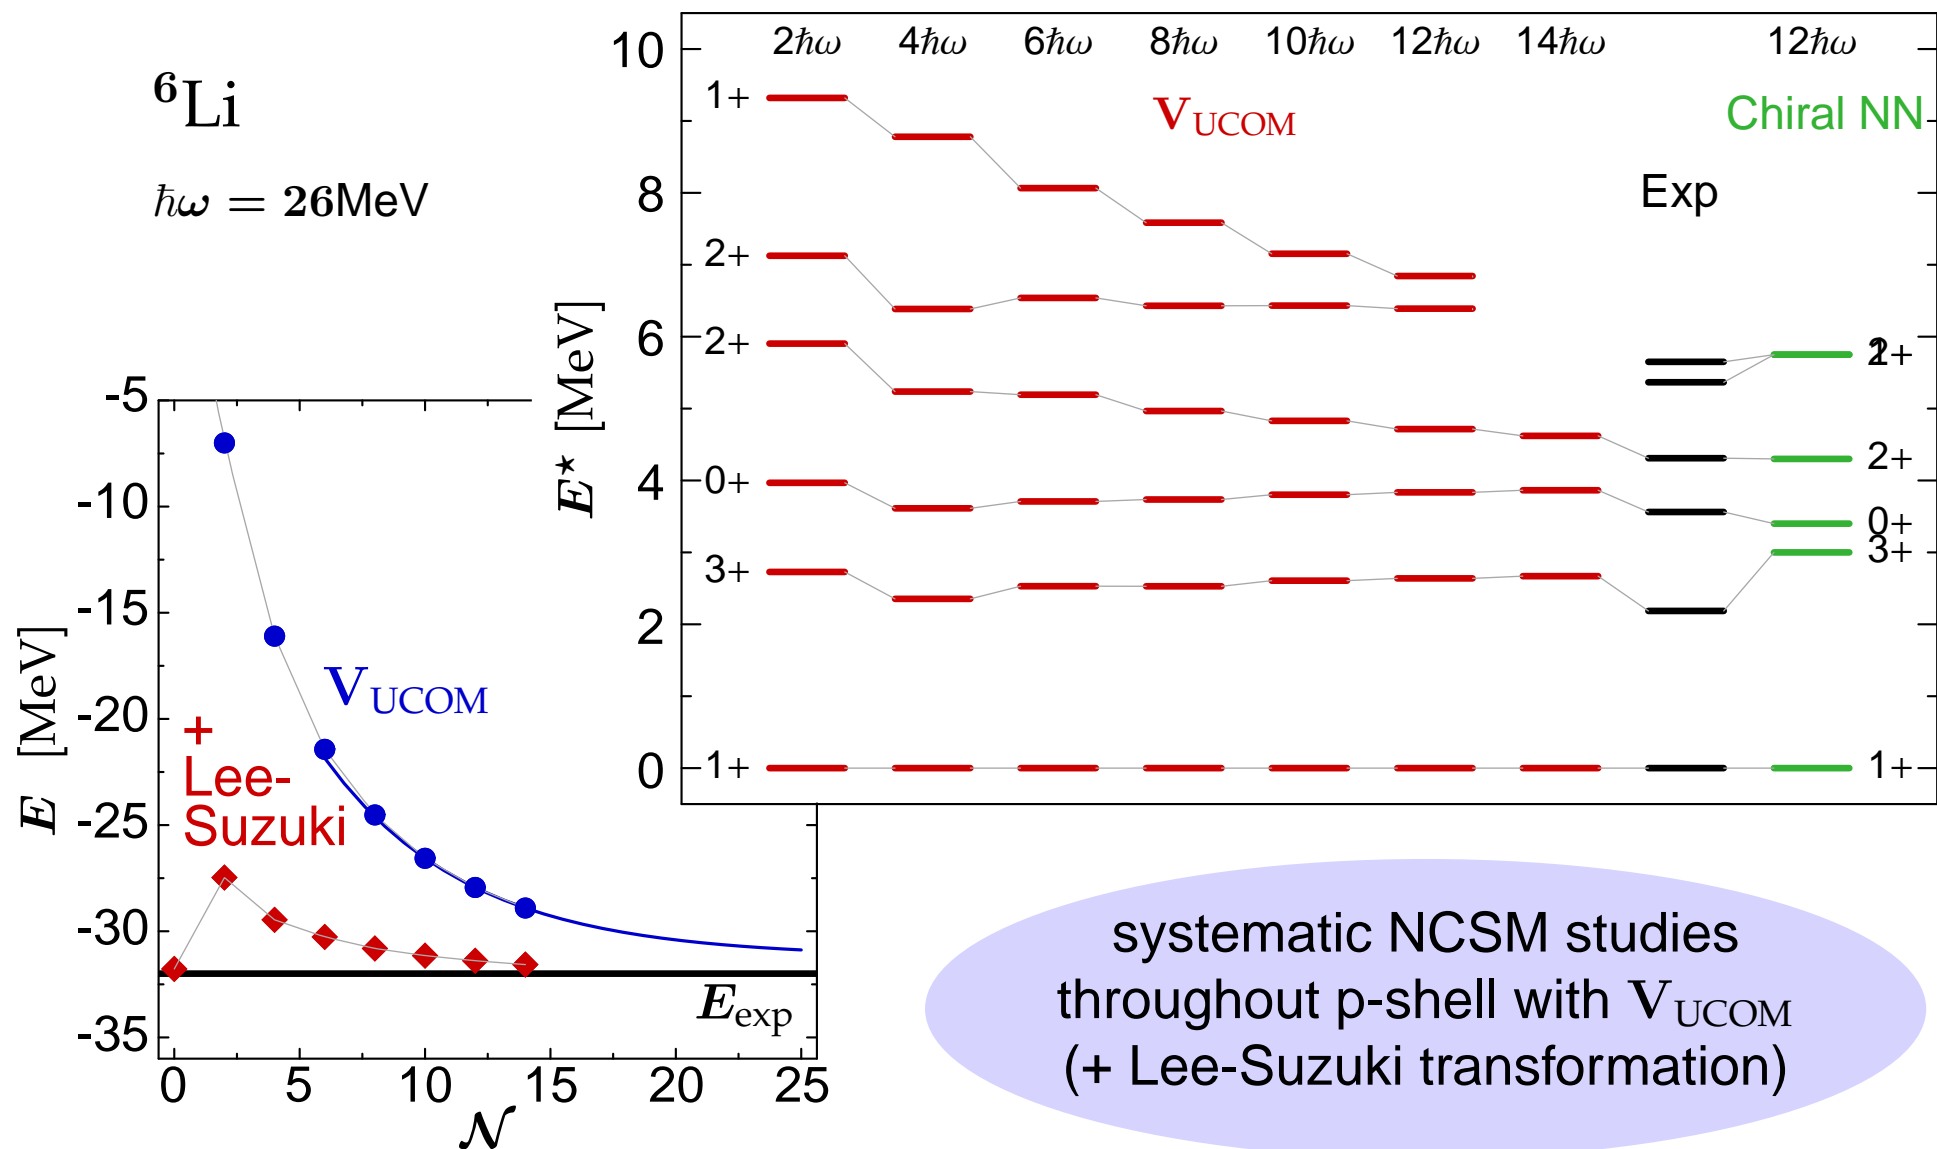 ⁶Li
ħω = 26MeV
E [MeV]
-5
-10
-15
-20
-25
-30
-35
0 5 10 15 20 25
𝒩
V_UCOM
+
Lee-
Suzuki
E_exp
E⋆ [MeV]
10
8
6
4
2
0
2ħω 4ħω 6ħω 8ħω 10ħω 12ħω 14ħω 12ħω
V_UCOM
Chiral NN
Exp
1+
2+
2+
0+
3+
1+
2+
2+
0+
3+
1+
systematic NCSM studies
throughout p-shell with V_UCOM
(+ Lee-Suzuki transformation)